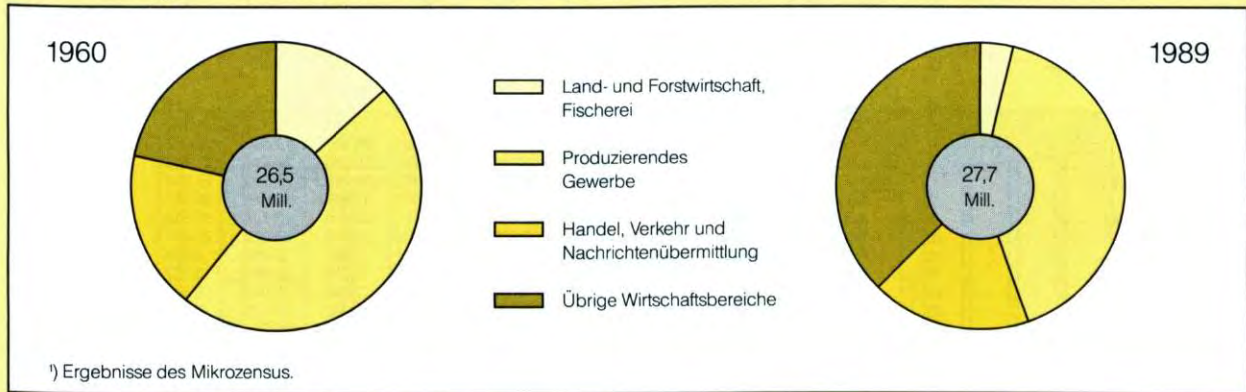 1960
26,5
Mill.
Land- und Forstwirtschaft,
Fischerei
Produzierendes
Gewerbe
Handel, Verkehr und
Nachrichtenübermittlung
Übrige Wirtschaftsbereiche
1989
27,7
Mill.
¹) Ergebnisse des Mikrozensus.